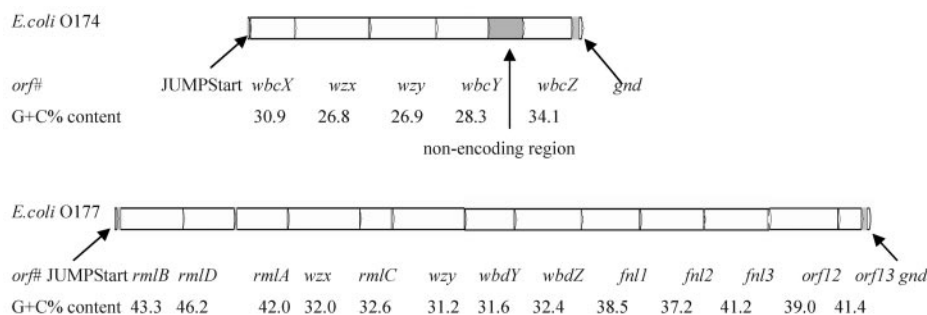 E.coli O174
orf# JUMPStart wbcX wzx wzy wbcY wbcZ gnd
G+C% content 30.9 26.8 26.9 28.3 34.1
non-encoding region
E.coli O177
orf# JUMPStart rmlB rmlD rmlA wzx rmlC wzy wbdY wbdZ fnl1 fnl2 fnl3 orf12 orf13 gnd
G+C% content 43.3 46.2 42.0 32.0 32.6 31.2 31.6 32.4 38.5 37.2 41.2 39.0 41.4